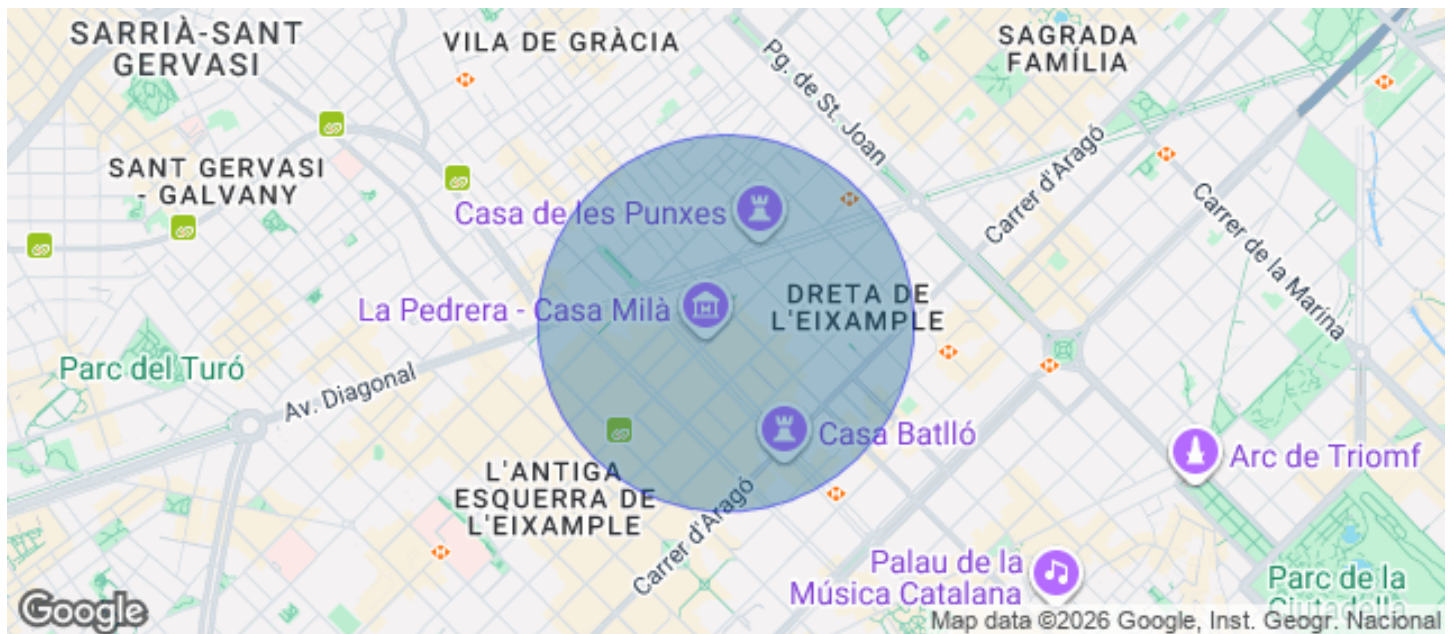 SARRIÀ-SANT
GERVASI
VILA DE GRÀCIA
SAGRADA
FAMÍLIA
Pg. de St. Joan
SANT GERVASI
- GALVANY
Casa de les Punxes
Carrer d'Aragó
Carrer de la Marina
La Pedrera - Casa Milà
DRETA DE
L'EIXAMPLE
Parc del Turó
Av. Diagonal
Casa Batlló
Arc de Triomf
L'ANTIGA
ESQUERRA DE
L'EIXAMPLE
Carrer d'Aragó
Palau de la
Música Catalana
Parc de la
Ciutadella
Google
Map data ©2026 Google, Inst. Geogr. Nacional